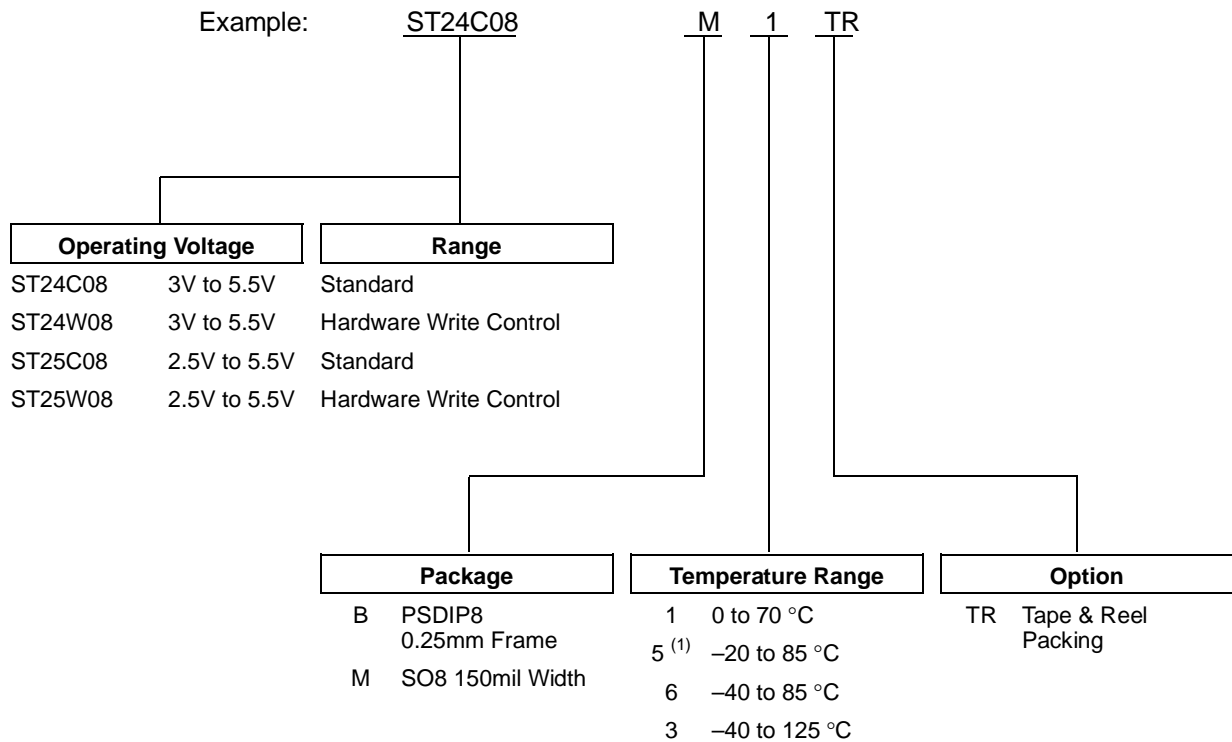 Example: ST24C08 M 1 TR
Operating Voltage Range
ST24C08 3V to 5.5V Standard
ST24W08 3V to 5.5V Hardware Write Control
ST25C08 2.5V to 5.5V Standard
ST25W08 2.5V to 5.5V Hardware Write Control
Package
B PSDIP8
0.25mm Frame
M SO8 150mil Width
Temperature Range
1 0 to 70 °C
5 (1) –20 to 85 °C
6 –40 to 85 °C
3 –40 to 125 °C
Option
TR Tape & Reel
Packing